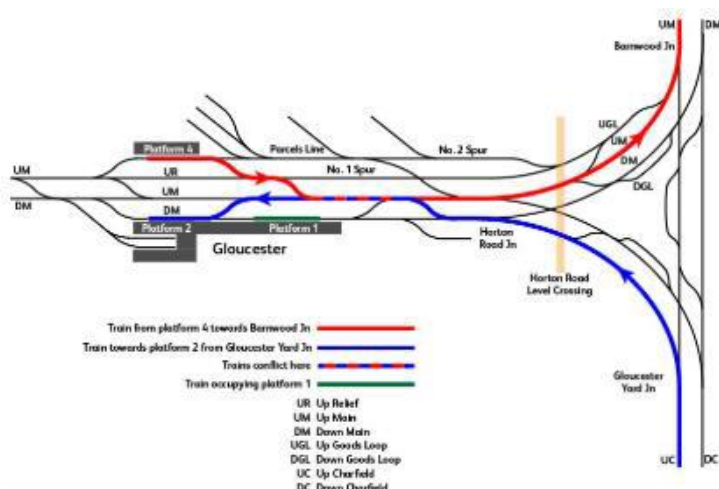 UM
DM
Barnwood Jn
Platform 4
Parcels Line
No. 2 Spur
UGL
UM
UR
No. 1 Spur
UM
DM
UM
DGL
DM
DM
Platform 2
Platform 1
Horton
Road Jn
Gloucester
Horton Road
Level Crossing
Train from platform 4 towards Barnwood Jn
Train towards platform 2 from Gloucester Yard Jn
Trains conflict here
Train occupying platform 1
Gloucester
Yard Jn
UR Up Relief
UM Up Main
DM Down Main
UGL Up Goods Loop
DGL Down Goods Loop
UC Up Charfield
DC Down Charfield
UC
DC